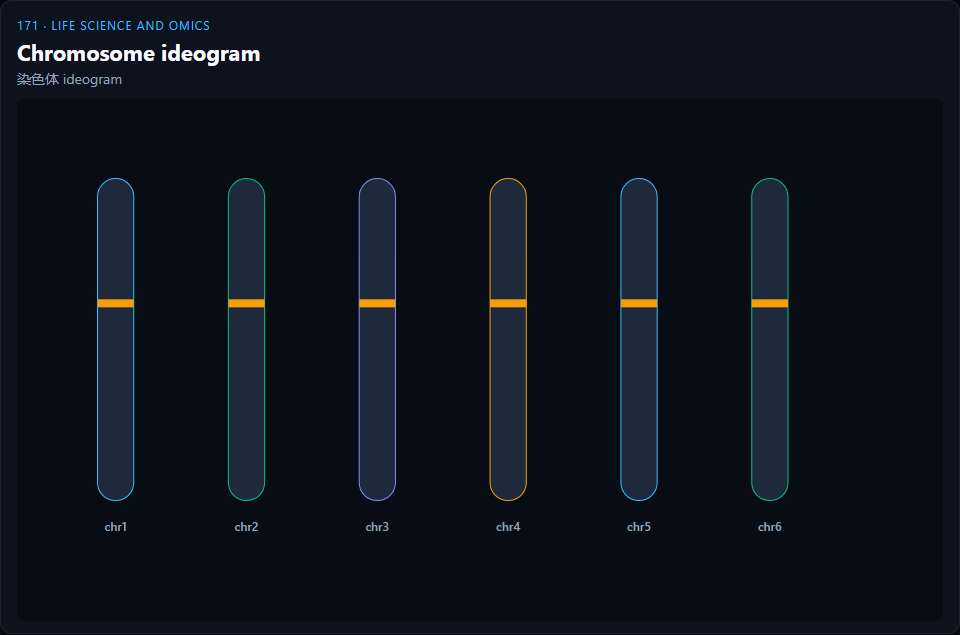 171 · LIFE SCIENCE AND OMICS
Chromosome ideogram
染色体 ideogram
chr1 chr2 chr3 chr4 chr5 chr6